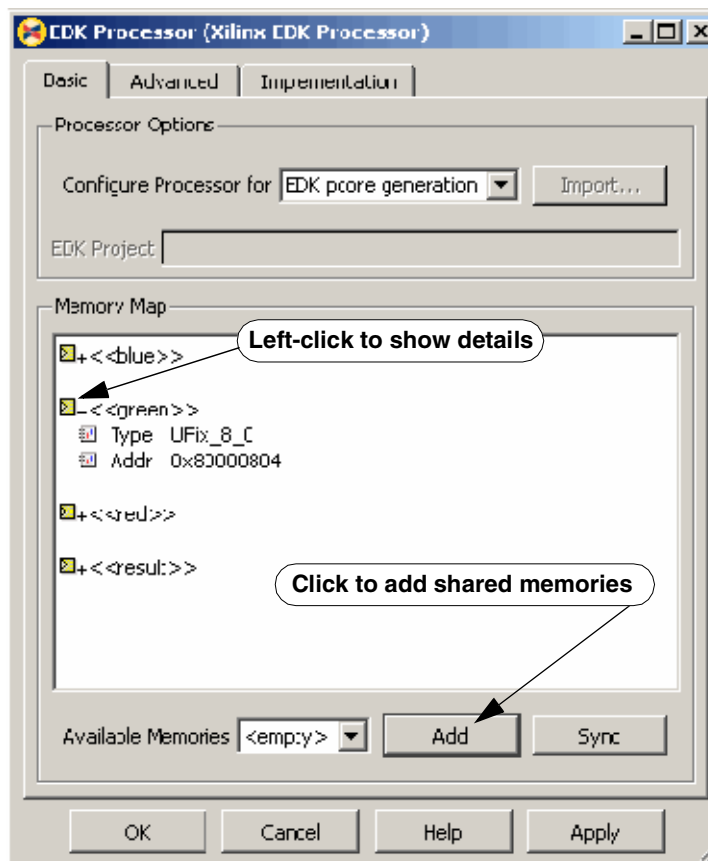 EDK Processor (Xilinx EDK Processor)
Basic Advanced Implementation
Processor Options
Configure Processor for EDK pcore generation Import...
EDK Project
Memory Map
Left-click to show details
+<<blue>>
-<<green>>
Type UFix_8_0
Addr 0x80000804
+<<red>>
+<<result>>
Click to add shared memories
Available Memories <empty> Add Sync
OK Cancel Help Apply